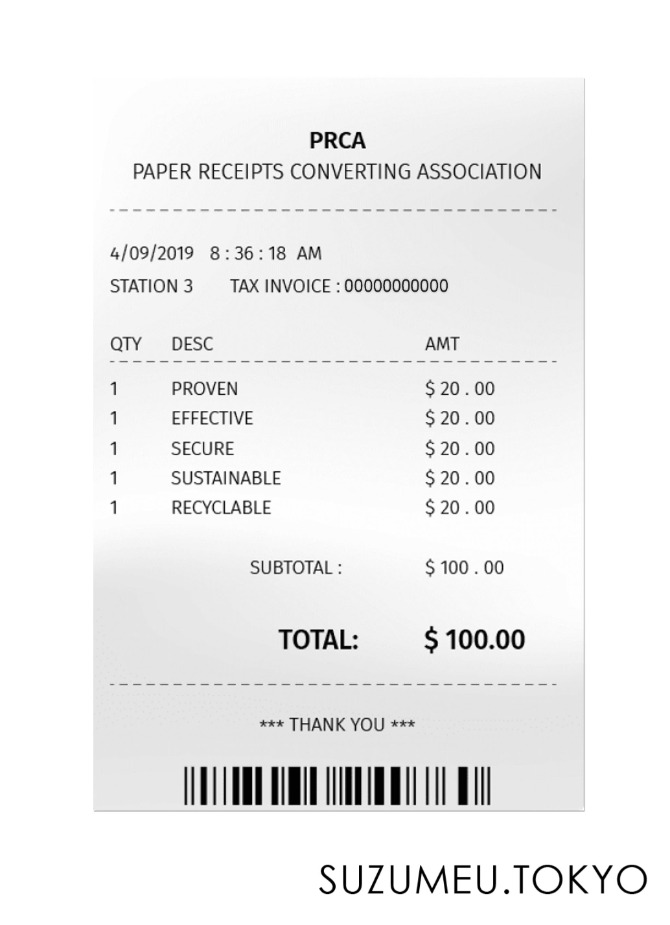 PRCA
PAPER RECEIPTS CONVERTING ASSOCIATION
4/09/2019 8 : 36 : 18 AM
STATION 3 TAX INVOICE : 00000000000
QTY DESC AMT
1 PROVEN $ 20 . 00
1 EFFECTIVE $ 20 . 00
1 SECURE $ 20 . 00
1 SUSTAINABLE $ 20 . 00
1 RECYCLABLE $ 20 . 00
SUBTOTAL : $ 100 . 00
TOTAL: $ 100.00
*** THANK YOU ***
SUZUMEU.TOKYO